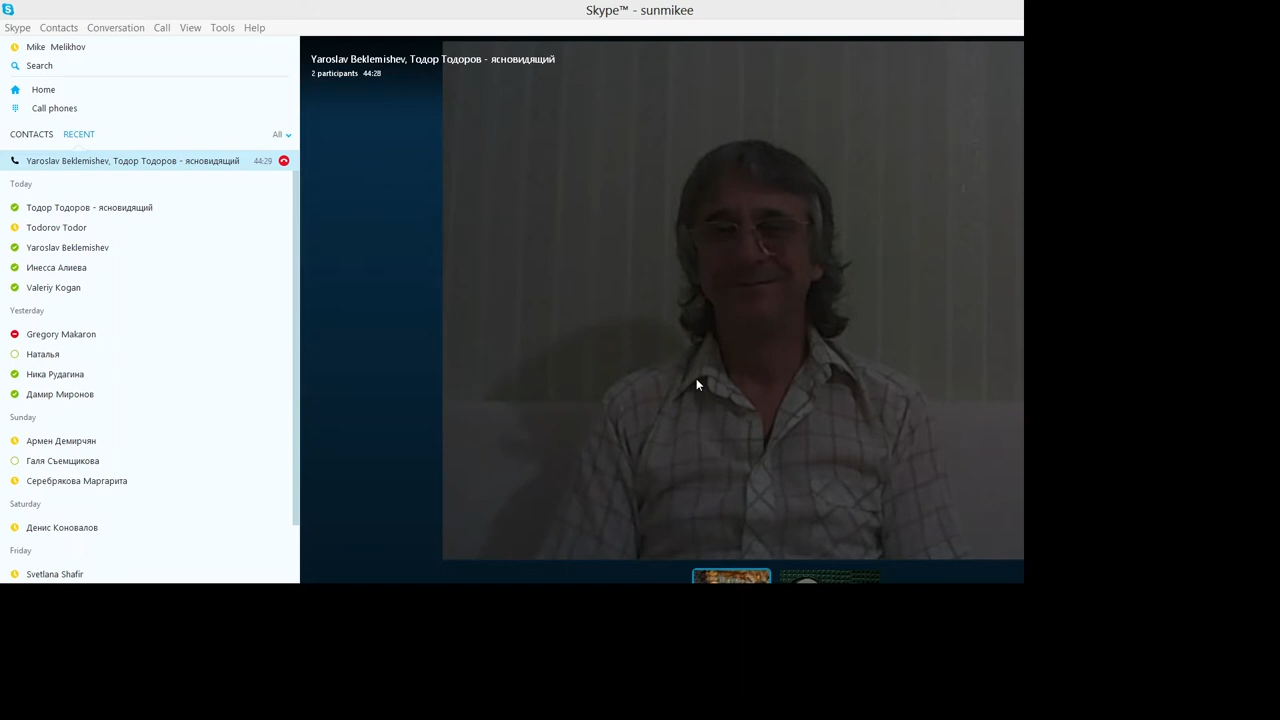 Skype™ - sunmikee
Skype Contacts Conversation Call View Tools Help
Mike Melikhov
Search
Home
Call phones
CONTACTS RECENT All
Yaroslav Beklemishev, Тодор Тодоров - ясновидящий 44:29
Today
Тодор Тодоров - ясновидящий
Todorov Todor
Yaroslav Beklemishev
Инесса Алиева
Valeriy Kogan
Yesterday
Gregory Makaron
Наталья
Ника Рудагина
Дамир Миронов
Sunday
Армен Демирчян
Галя Съемщикова
Серебрякова Маргарита
Saturday
Денис Коновалов
Friday
Svetlana Shafir
Yaroslav Beklemishev, Тодор Тодоров - ясновидящий
2 participants 44:28